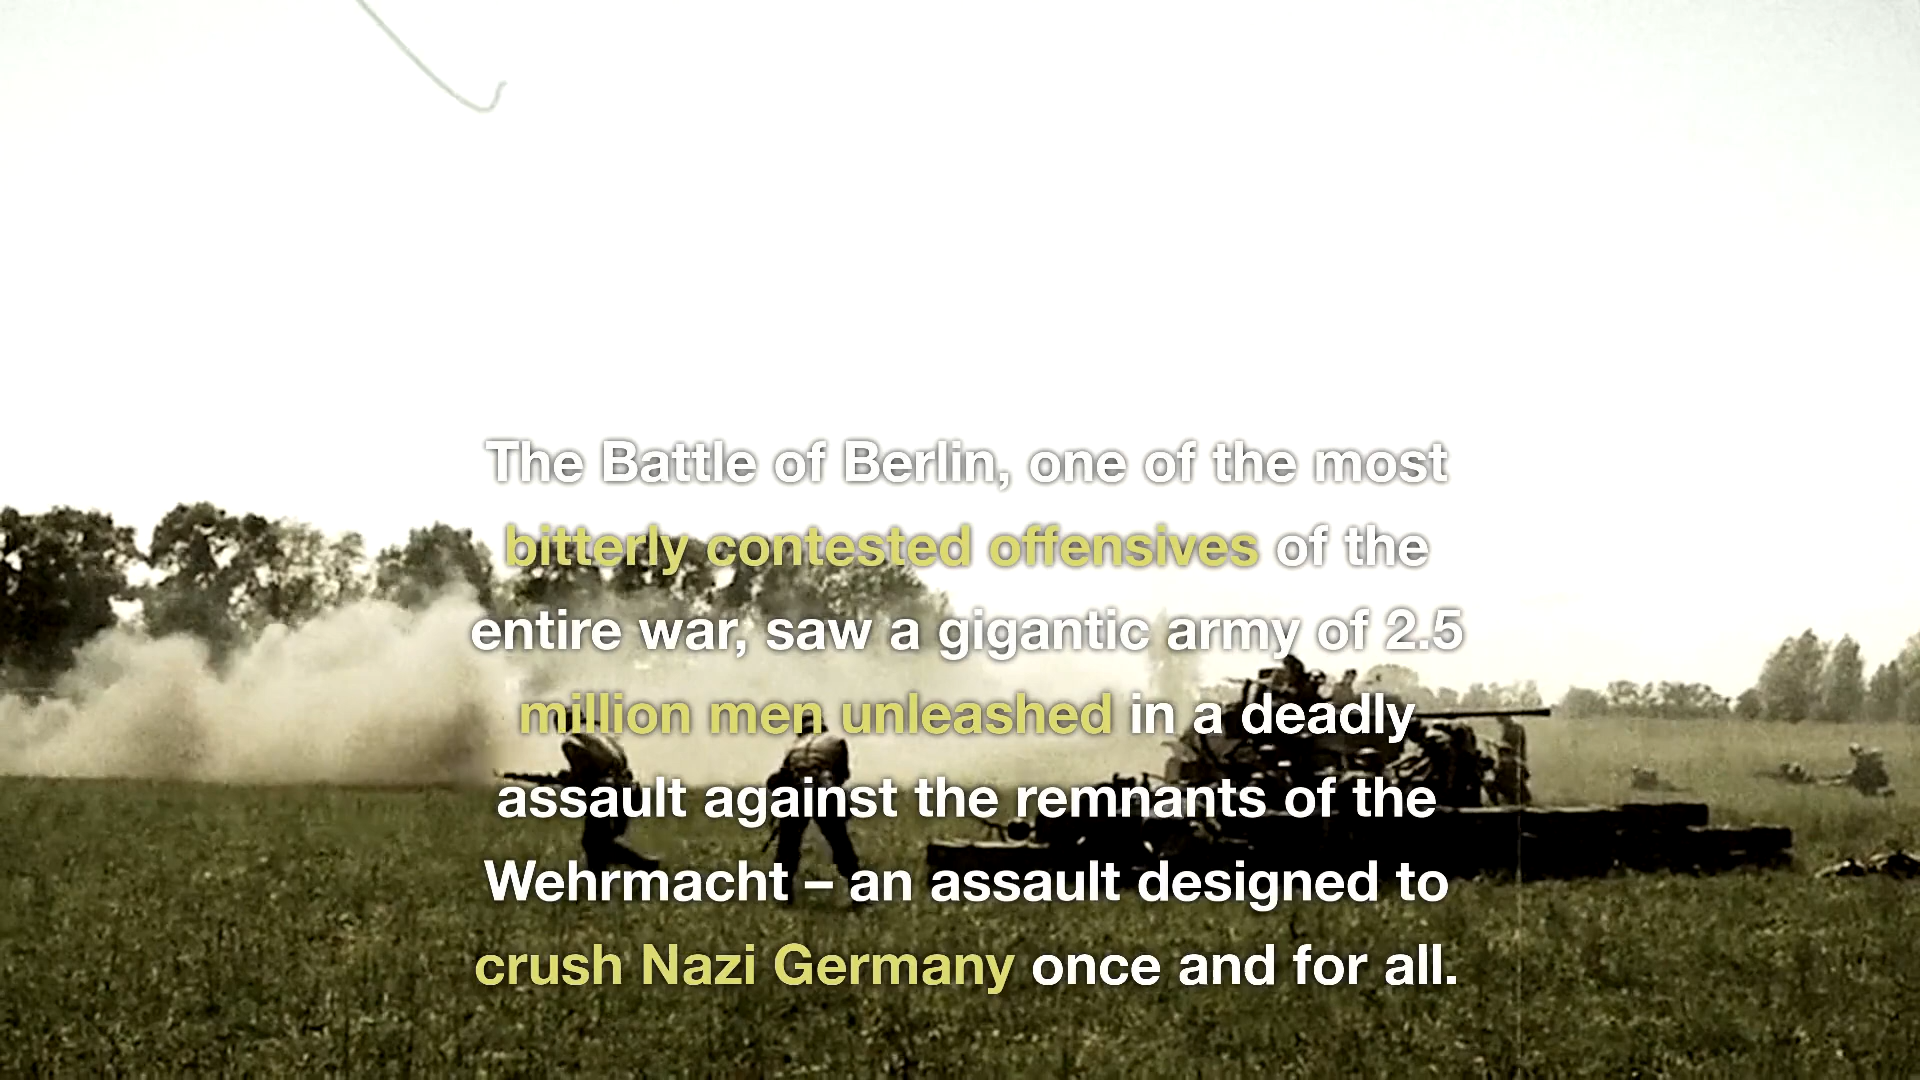 The Battle of Berlin, one of the most
bitterly contested offensives of the
entire war, saw a gigantic army of 2.5
million men unleashed in a deadly
assault against the remnants of the
Wehrmacht – an assault designed to
crush Nazi Germany once and for all.